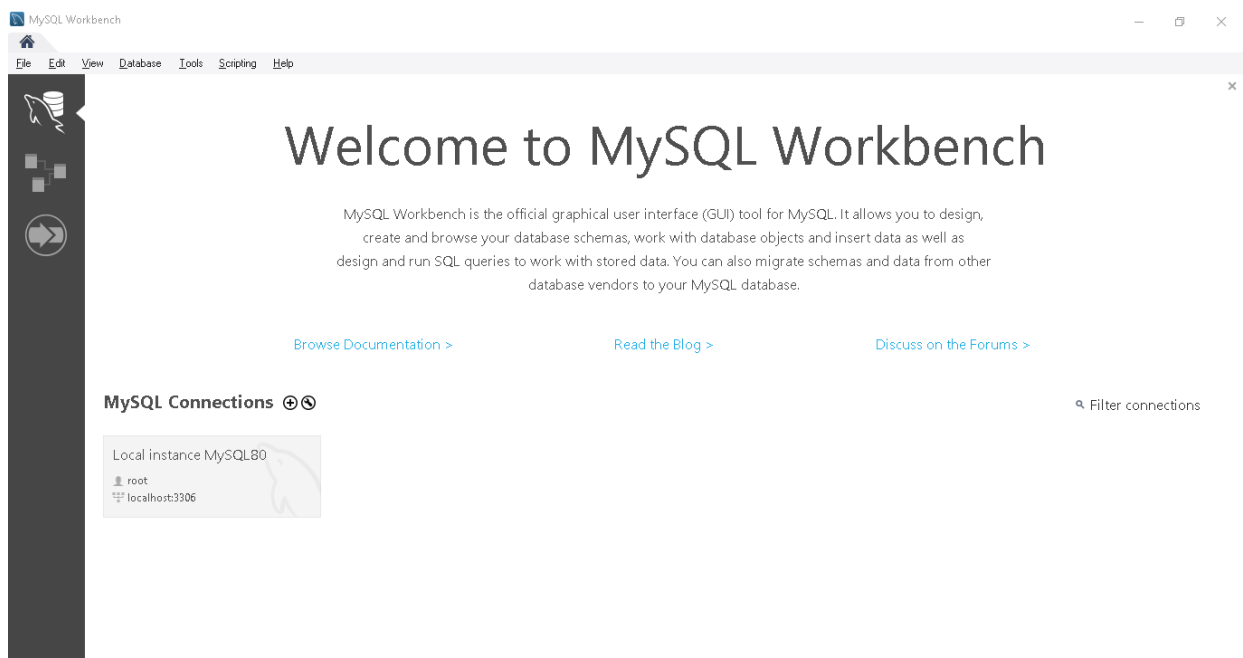 MySQL Workbench
File Edit View Database Tools Scripting Help
Welcome to MySQL Workbench
MySQL Workbench is the official graphical user interface (GUI) tool for MySQL. It allows you to design,
create and browse your database schemas, work with database objects and insert data as well as
design and run SQL queries to work with stored data. You can also migrate schemas and data from other
database vendors to your MySQL database.
Browse Documentation > Read the Blog > Discuss on the Forums >
MySQL Connections Filter connections
Local instance MySQL80
root
localhost:3306